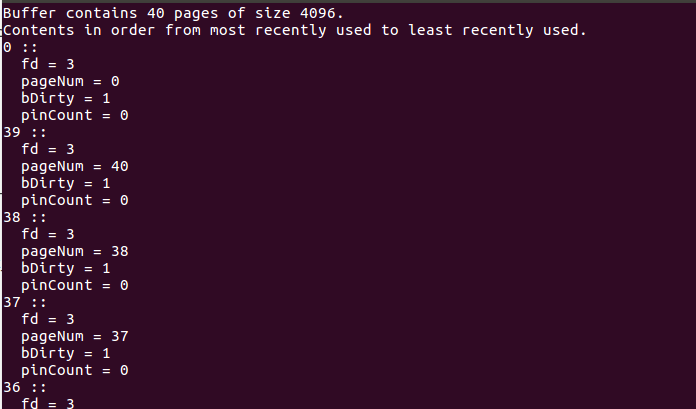 Buffer contains 40 pages of size 4096.
Contents in order from most recently used to least recently used.
0 ::
  fd = 3
  pageNum = 0
  bDirty = 1
  pinCount = 0
39 ::
  fd = 3
  pageNum = 40
  bDirty = 1
  pinCount = 0
38 ::
  fd = 3
  pageNum = 38
  bDirty = 1
  pinCount = 0
37 ::
  fd = 3
  pageNum = 37
  bDirty = 1
  pinCount = 0
36 ::
  fd = 3